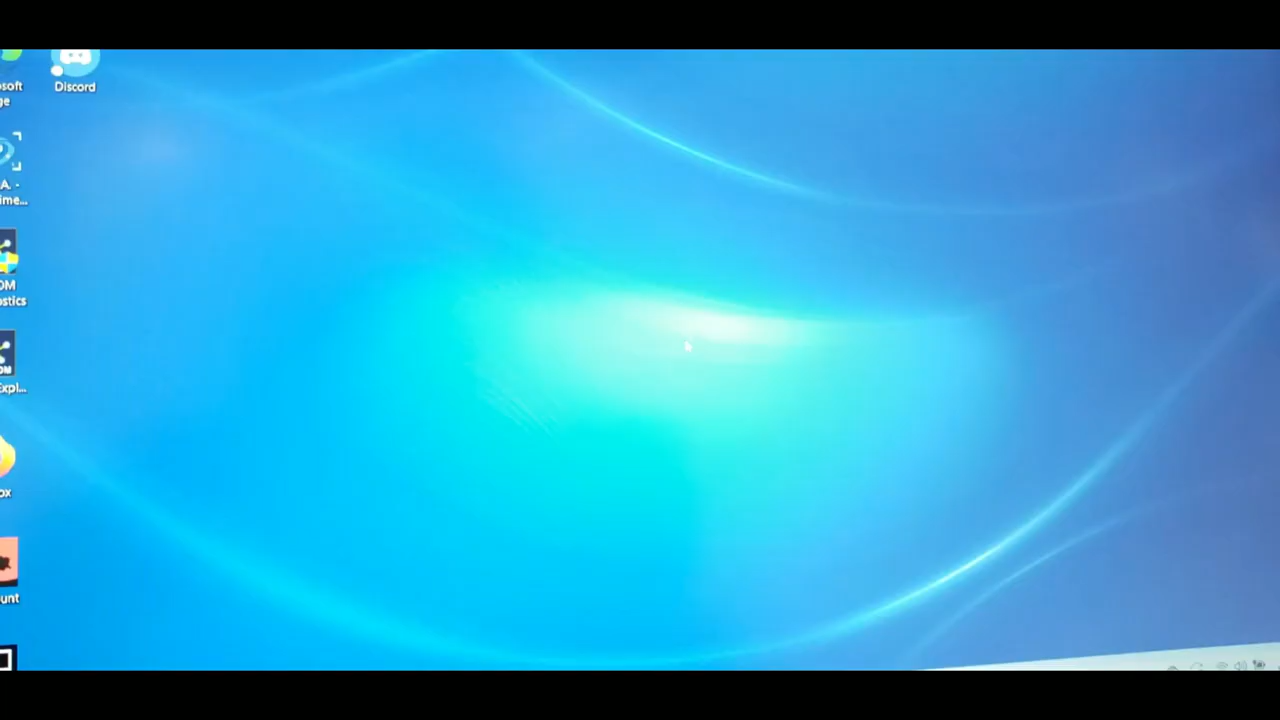 osoft
ge
Discord
A. -
ime...
OM
ostics
OM
Expl...
ox
unt